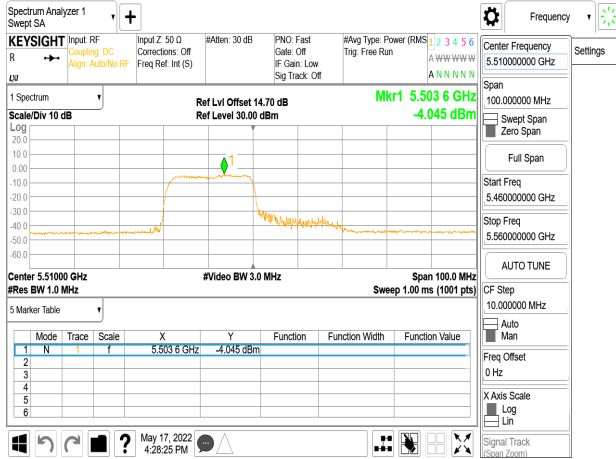 Spectrum Analyzer 1
Swept SA
Frequency
Settings
KEYSIGHT
R
Input: RF
Coupling: DC
Align: Auto/No RF
Input Z: 50 Ω
Corrections: Off
Freq Ref: Int (S)
#Atten: 30 dB
PNO: Fast
Gate: Off
IF Gain: Low
Sig Track: Off
#Avg Type: Power (RMS
Trig: Free Run
1 2 3 4 5 6
A W W W W W
A N N N N N
1 Spectrum
Scale/Div 10 dB
Ref Lvl Offset 14.70 dB
Ref Level 30.00 dBm
Mkr1 5.503 6 GHz
-4.045 dBm
Log
20.0
10.0
0.00
-10.0
-20.0
-30.0
-40.0
-50.0
-60.0
1
Center 5.51000 GHz
#Res BW 1.0 MHz
#Video BW 3.0 MHz
Span 100.0 MHz
Sweep 1.00 ms (1001 pts)
5 Marker Table
Mode Trace Scale X Y Function Function Width Function Value
1 N 1 f 5.503 6 GHz -4.045 dBm
2
3
4
5
6
May 17, 2022
4:28:25 PM
Center Frequency
5.510000000 GHz
Span
100.000000 MHz
Swept Span
Zero Span
Full Span
Start Freq
5.460000000 GHz
Stop Freq
5.560000000 GHz
AUTO TUNE
CF Step
10.000000 MHz
Auto
Man
Freq Offset
0 Hz
X Axis Scale
Log
Lin
Signal Track
(Span Zoom)